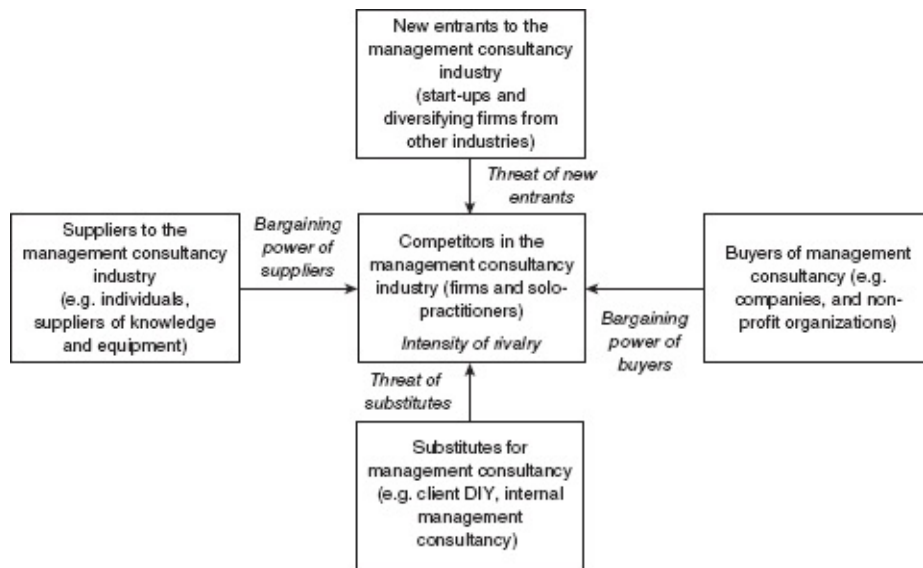 New entrants to the
management consultancy
industry
(start-ups and
diversifying firms from
other industries)
Threat of new
entrants
Suppliers to the
management consultancy
industry
(e.g. individuals,
suppliers of knowledge
and equipment)
Bargaining
power of
suppliers
Competitors in the
management consultancy
industry (firms and solo-
practitioners)
Intensity of rivalry
Buyers of management
consultancy (e.g.
companies, and non-
profit organizations)
Bargaining
power of
buyers
Threat of
substitutes
Substitutes for
management consultancy
(e.g. client DIY, internal
management
consultancy)